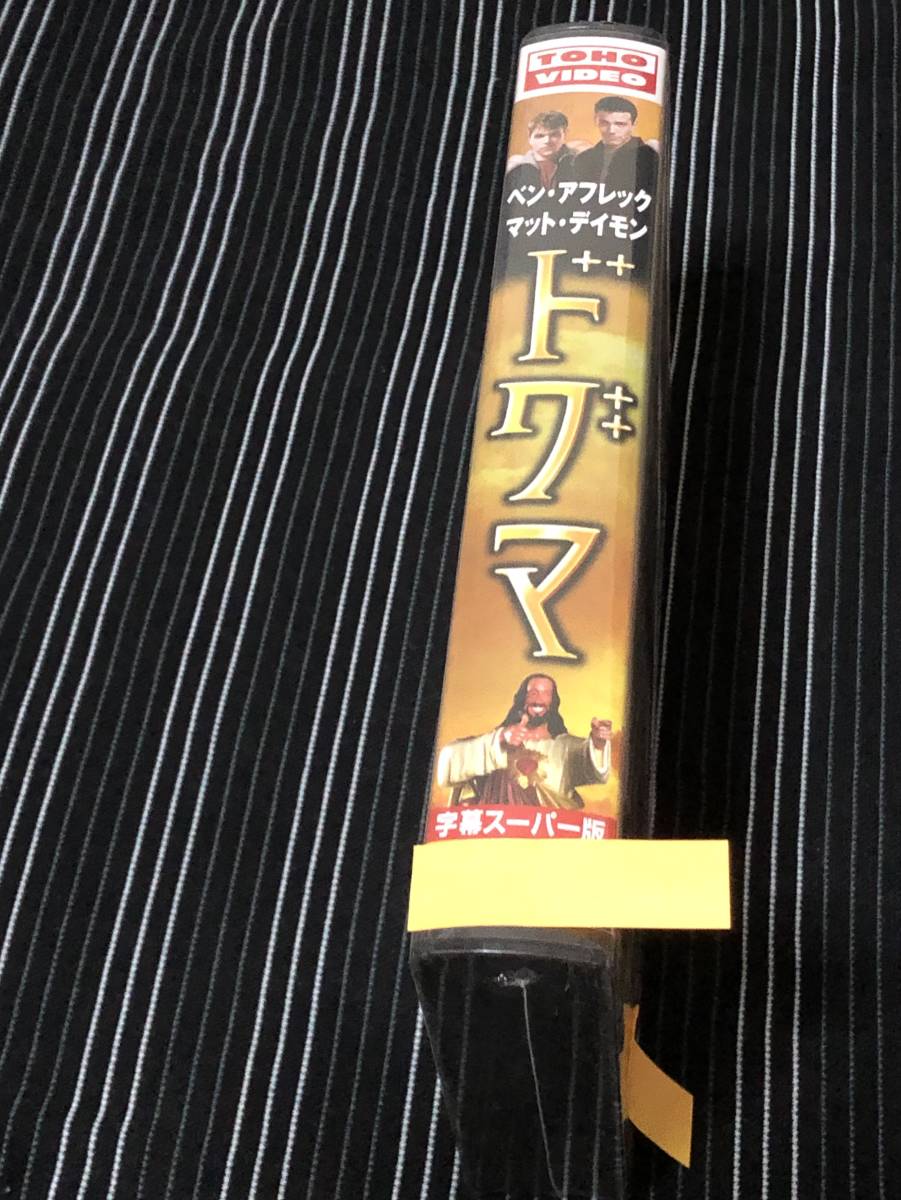 TOHO
VIDEO
ベン・アフレック
マット・デイモン
ドグマ
字幕スーパー版